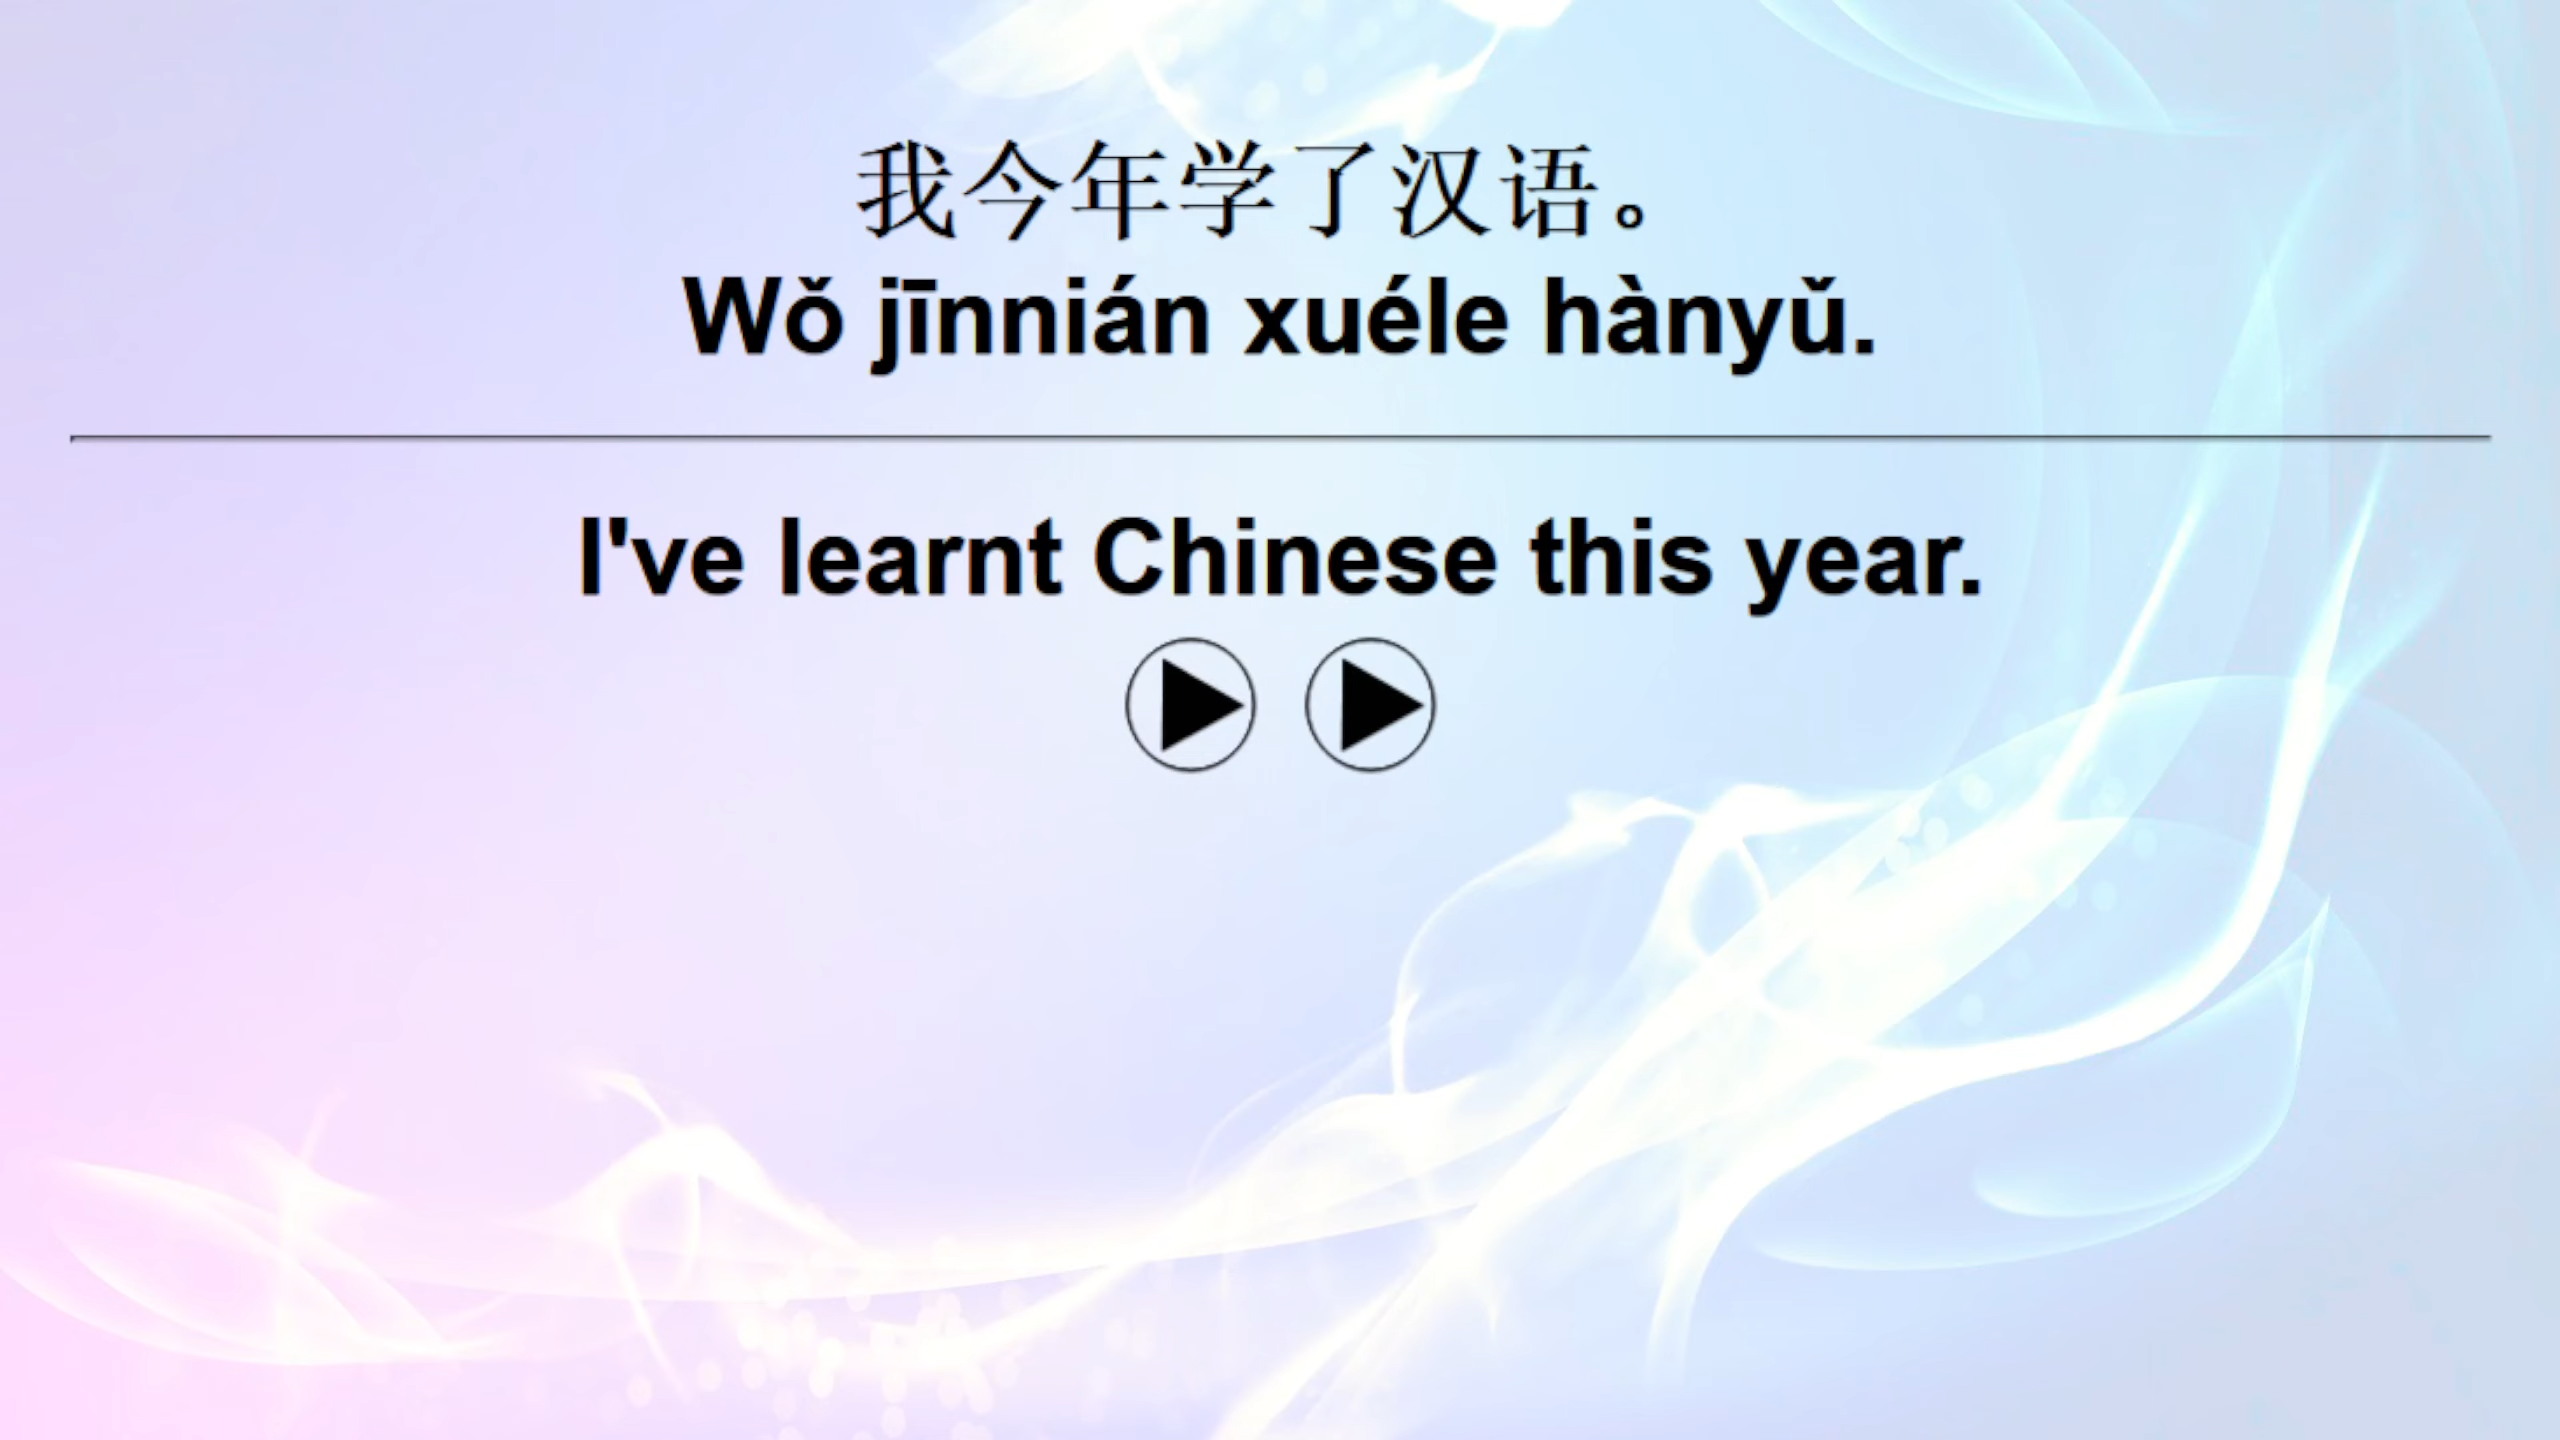 我今年学了汉语。
Wǒ jīnnián xuéle hànyǔ.
I've learnt Chinese this year.